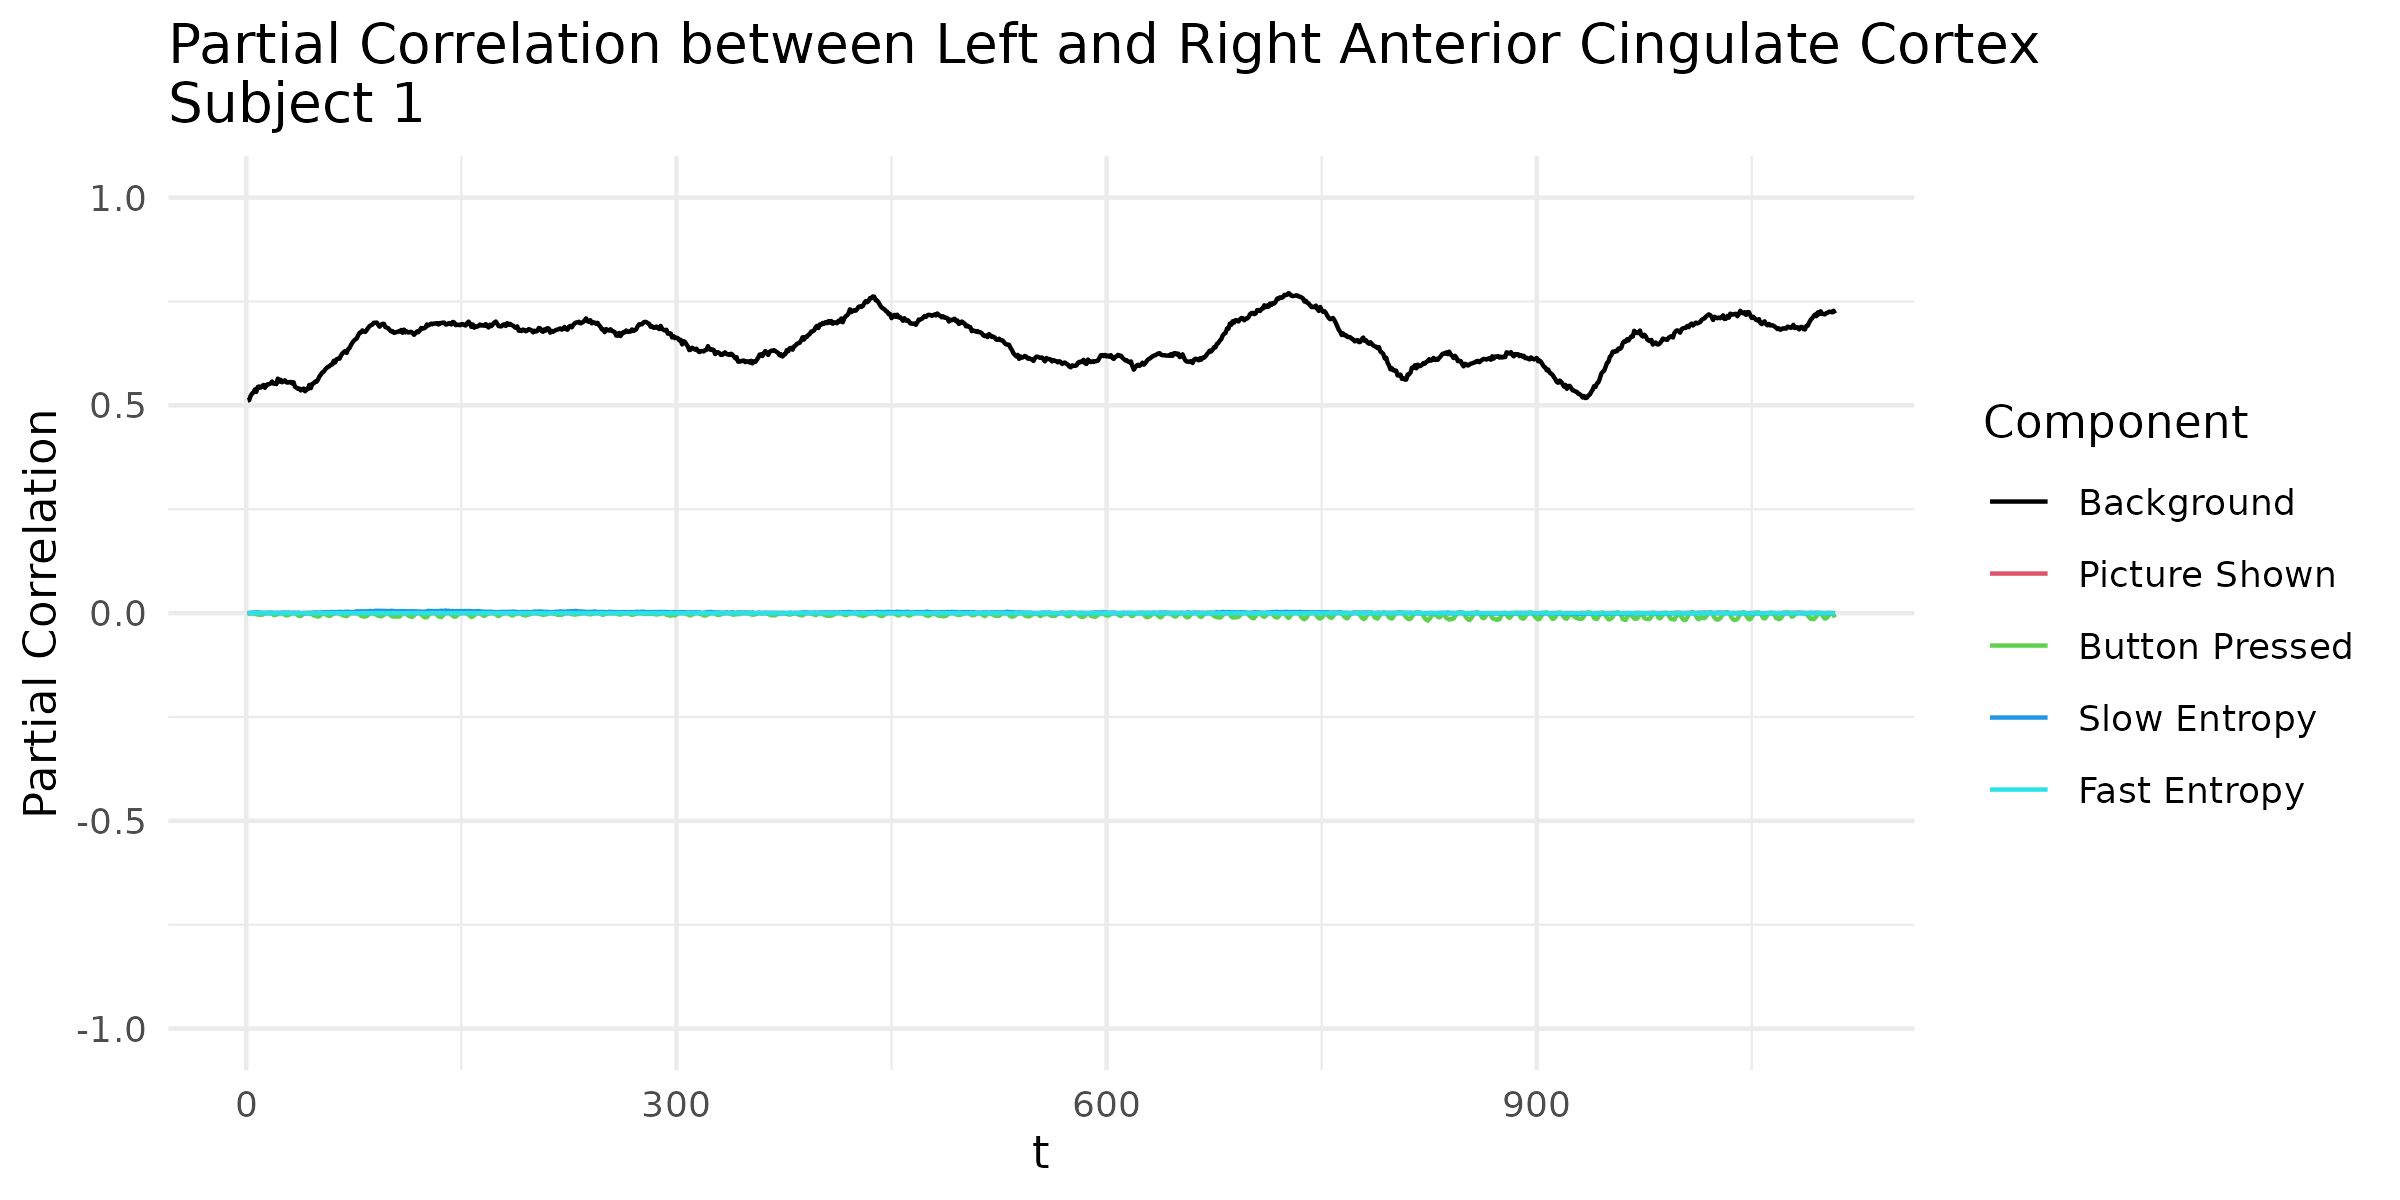 Partial Correlation between Left and Right Anterior Cingulate Cortex
Subject 1
1.0
0.5
0.0
-0.5
-1.0
Partial Correlation
0
300
600
900
t
Component
Background
Picture Shown
Button Pressed
Slow Entropy
Fast Entropy